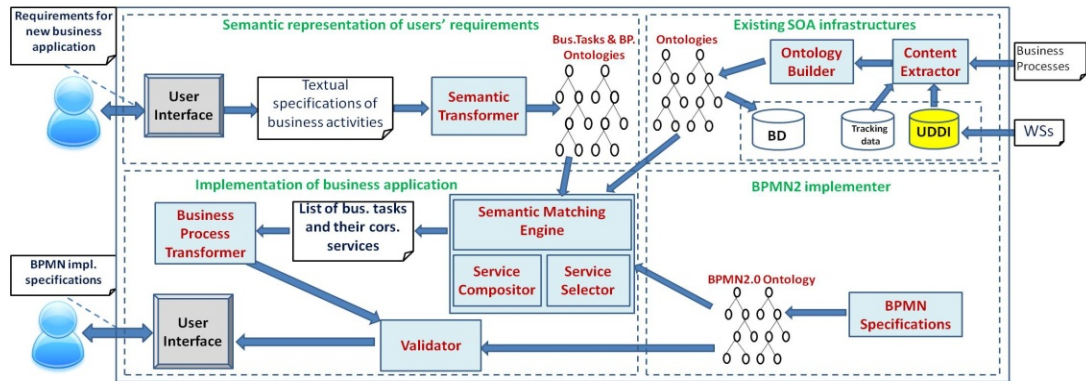 Requirements for
new business
application
Semantic representation of users' requirements
User
Interface
Textual
specifications of
business activities
Semantic
Transformer
Bus.Tasks & BP.
Ontologies
Existing SOA infrastructures
Ontologies
Ontology
Builder
Content
Extractor
Business
Processes
BD
Tracking
data
UDDI
WSs
Implementation of business application
Business
Process
Transformer
List of bus. tasks
and their cors.
services
Semantic Matching
Engine
Service
Compositor
Service
Selector
BPMN impl.
specifications
User
Interface
Validator
BPMN2 implementer
BPMN2.0 Ontology
BPMN
Specifications